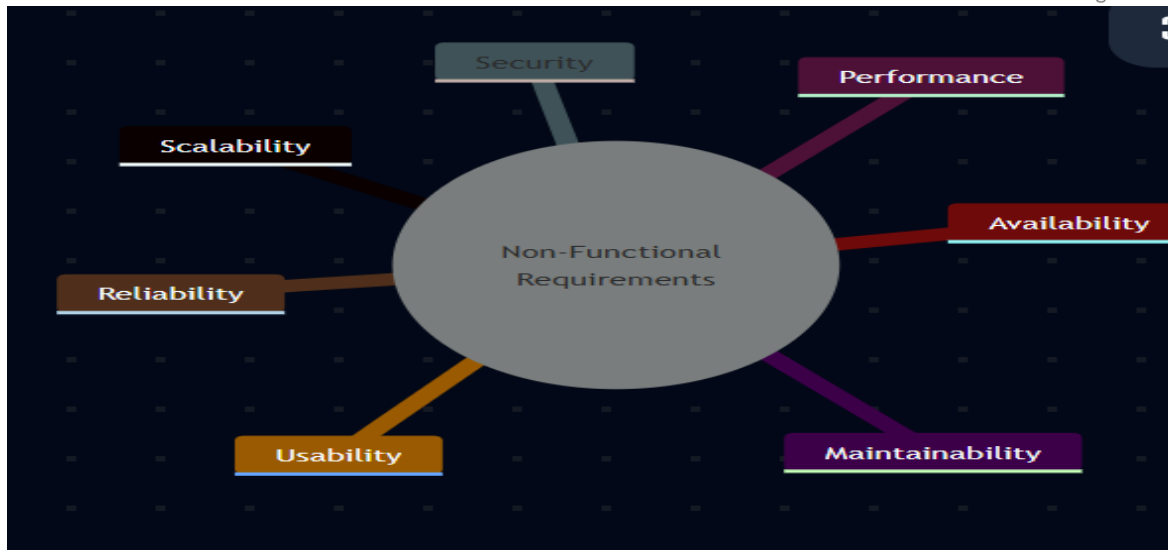 Security
Performance
Scalability
Availability
Non-Functional
Requirements
Reliability
Usability
Maintainability